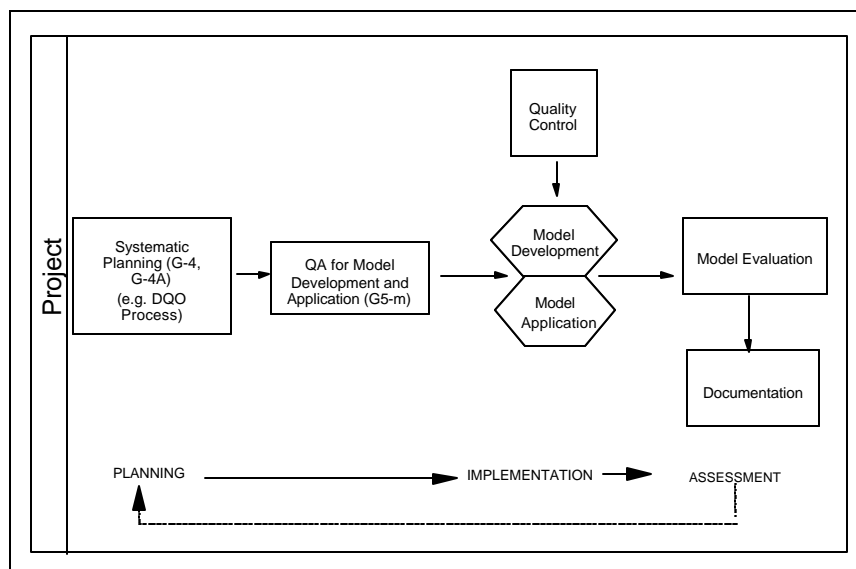 Project
Quality
Control
Systematic
Planning (G-4,
G-4A)
(e.g. DQO
Process)
QA for Model
Development and
Application (G5-m)
Model
Development
Model
Application
Model Evaluation
Documentation
PLANNING
IMPLEMENTATION
ASSESSMENT